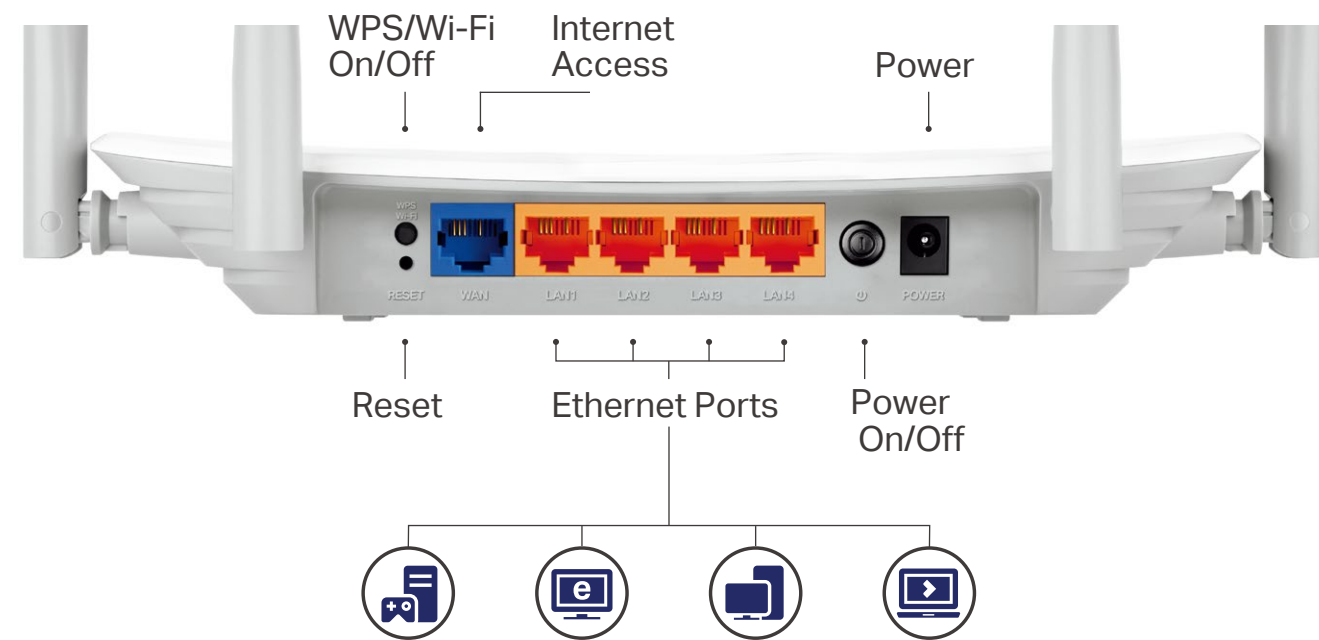 WPS/Wi-Fi
On/Off
Internet
Access
Power
WPS
Wi-Fi
RESET
WAN
LAN1
LAN2
LAN3
LAN4
POWER
Reset
Ethernet Ports
Power
On/Off
e